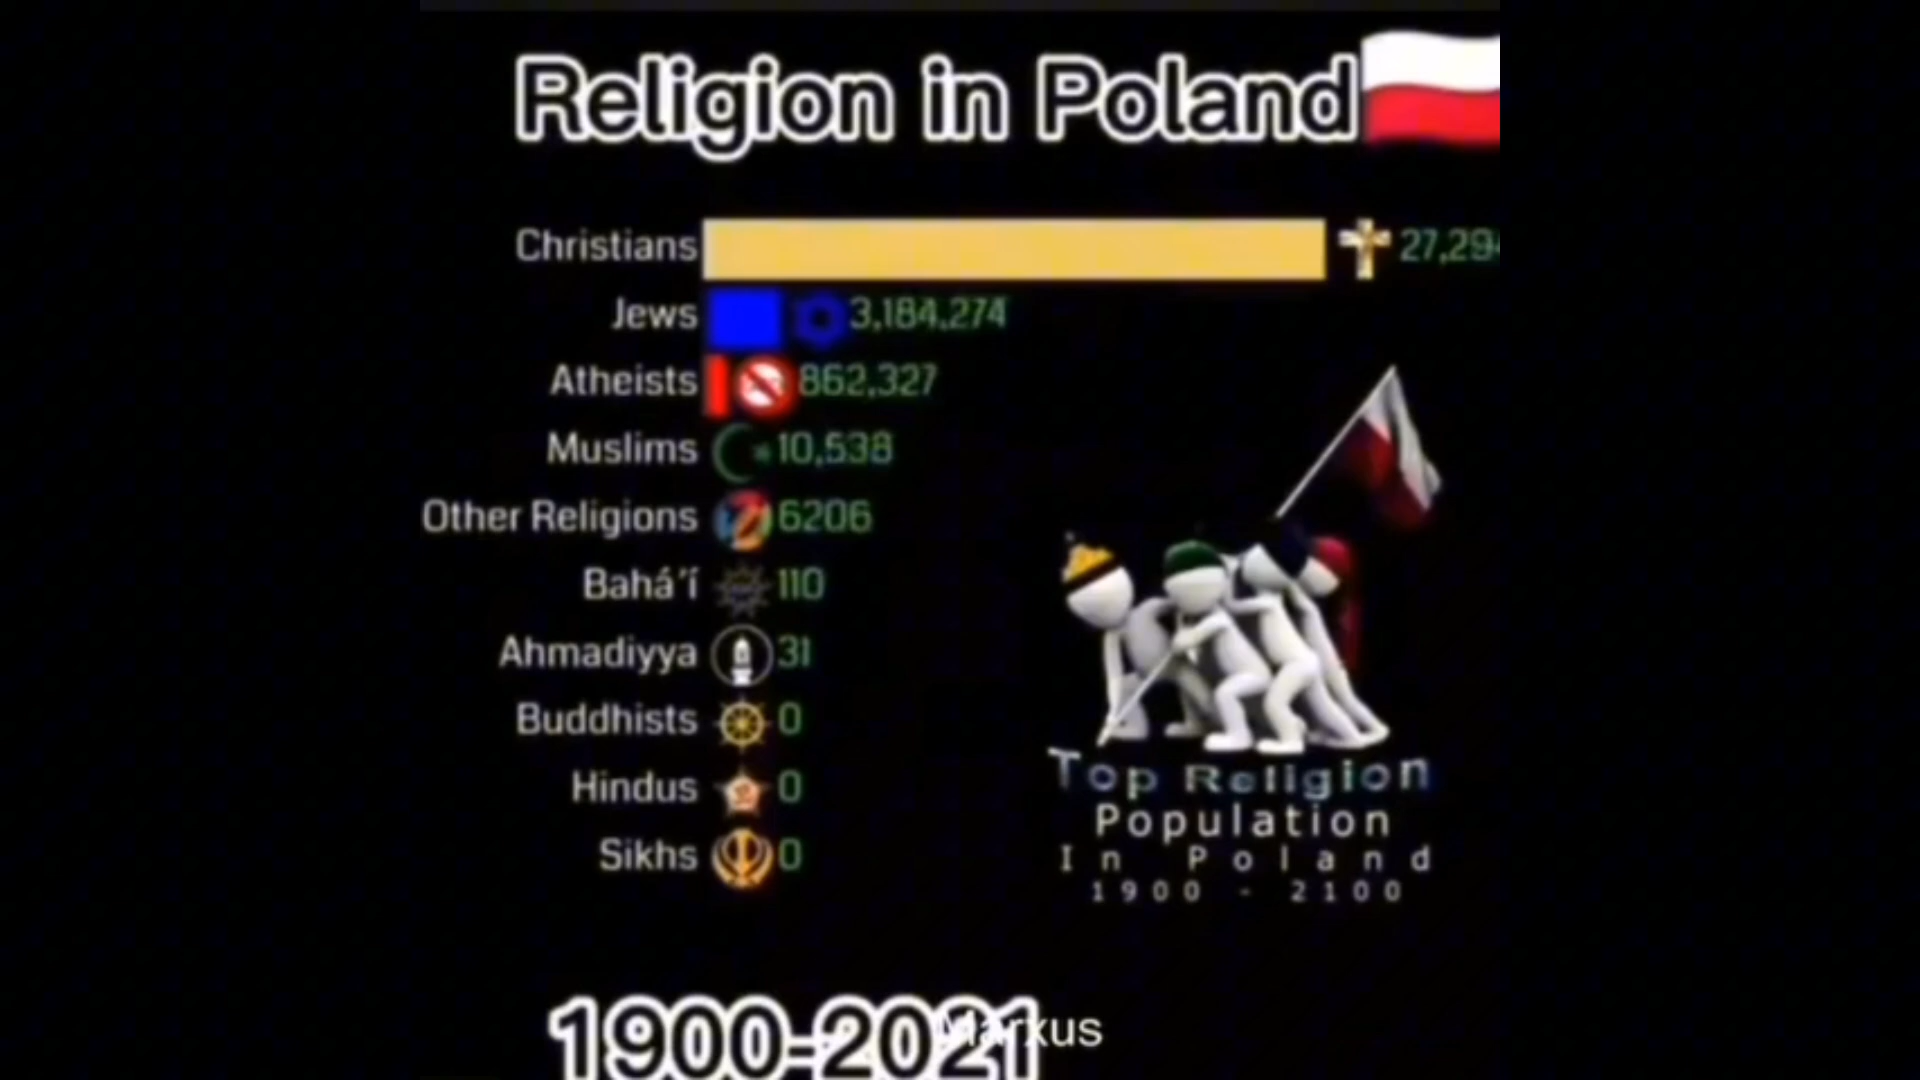 Religion in Poland
Christians 27,29
Jews 3,184,274
Atheists 862,327
Muslims 10,538
Other Religions 6206
Bahá'í 110
Ahmadiyya 31
Buddhists 0
Hindus 0
Sikhs 0
Top Religion
Population
In Poland
1900 - 2100
1900-2021
Marxus